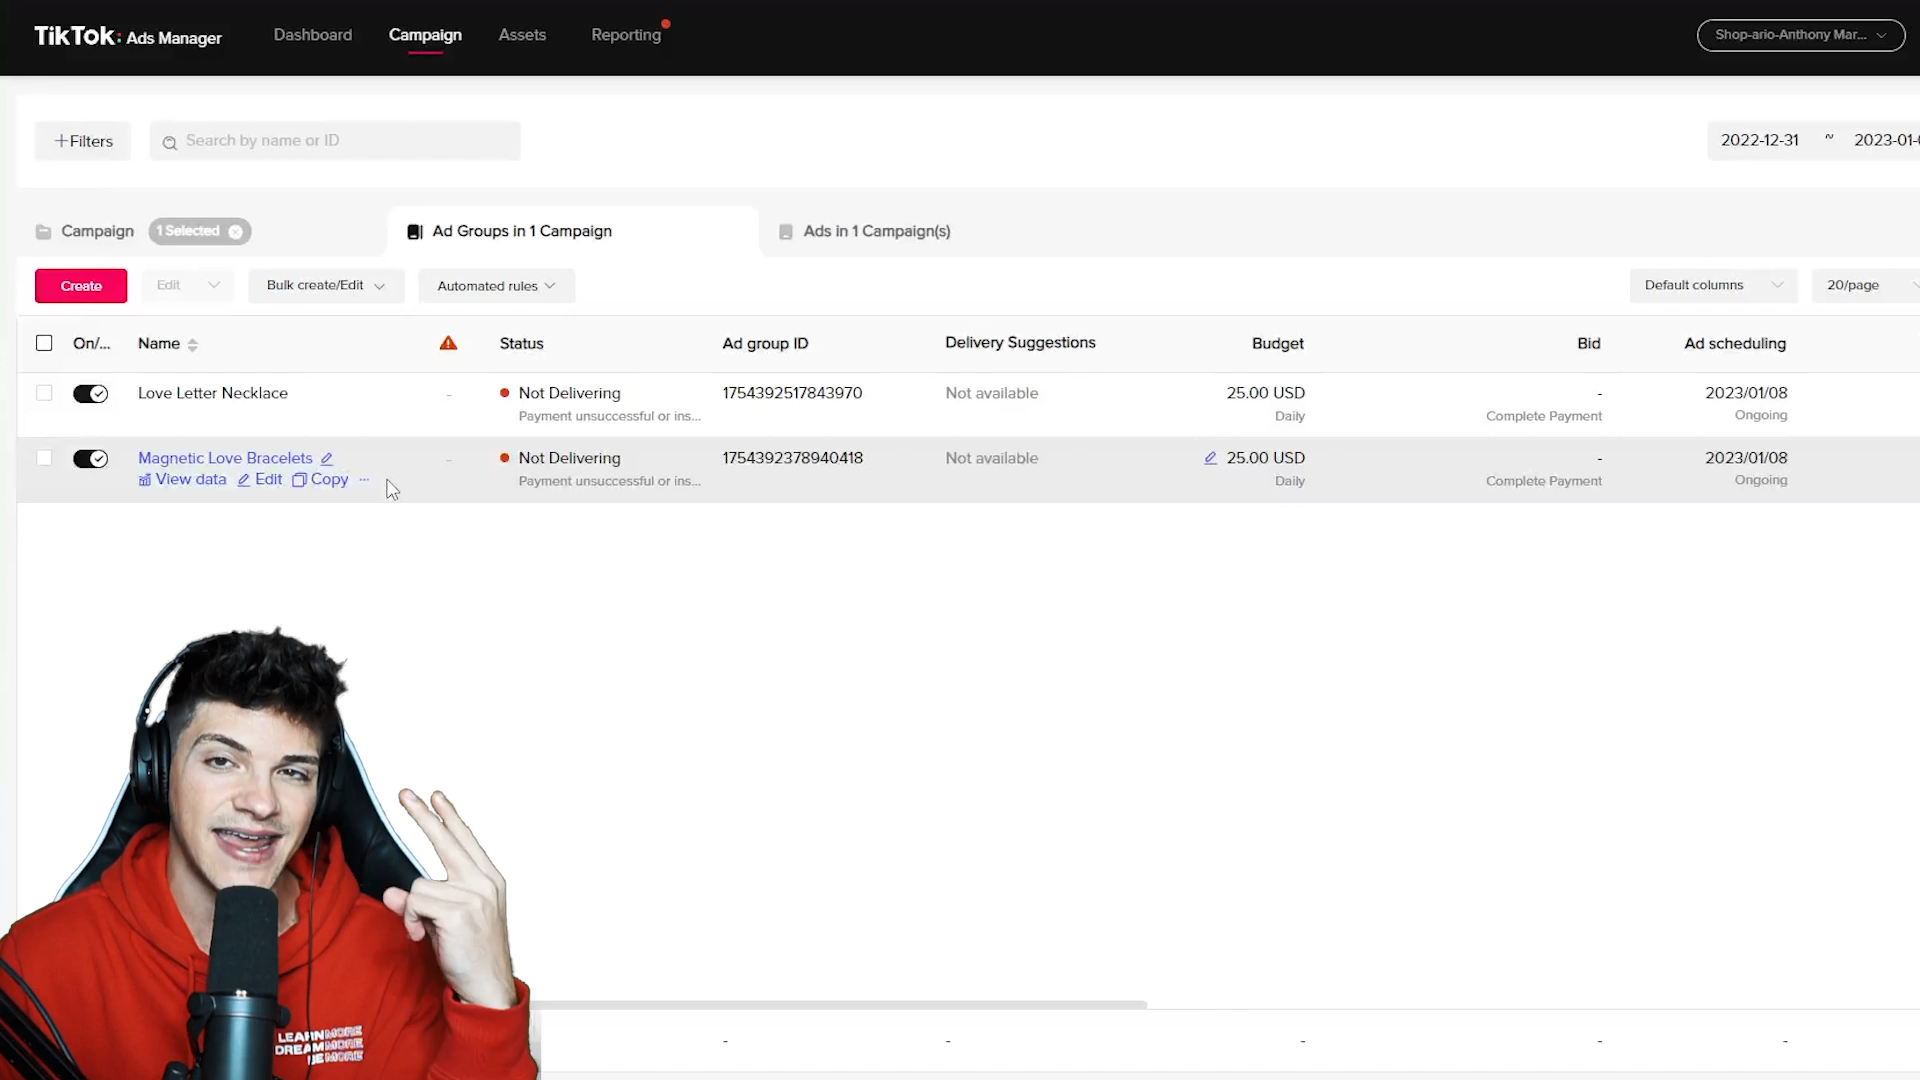 TikTok: Ads Manager
Dashboard
Campaign
Assets
Reporting
Shop-ario-Anthony Mar...
+Filters
Search by name or ID
2022-12-31 ~ 2023-01-
Campaign
1 Selected
Ad Groups in 1 Campaign
Ads in 1 Campaign(s)
Create
Edit
Bulk create/Edit
Automated rules
Default columns
20/page
On/... Name Status Ad group ID Delivery Suggestions Budget Bid Ad scheduling
Love Letter Necklace - Not Delivering 1754392517843970 Not available 25.00 USD - 2023/01/08
Payment unsuccessful or ins... Daily Complete Payment Ongoing
Magnetic Love Bracelets - Not Delivering 1754392378940418 Not available 25.00 USD - 2023/01/08
View data Edit Copy ... Payment unsuccessful or ins... Daily Complete Payment Ongoing
- - - - -
LEARN MORE
DREAM MORE
BE MORE